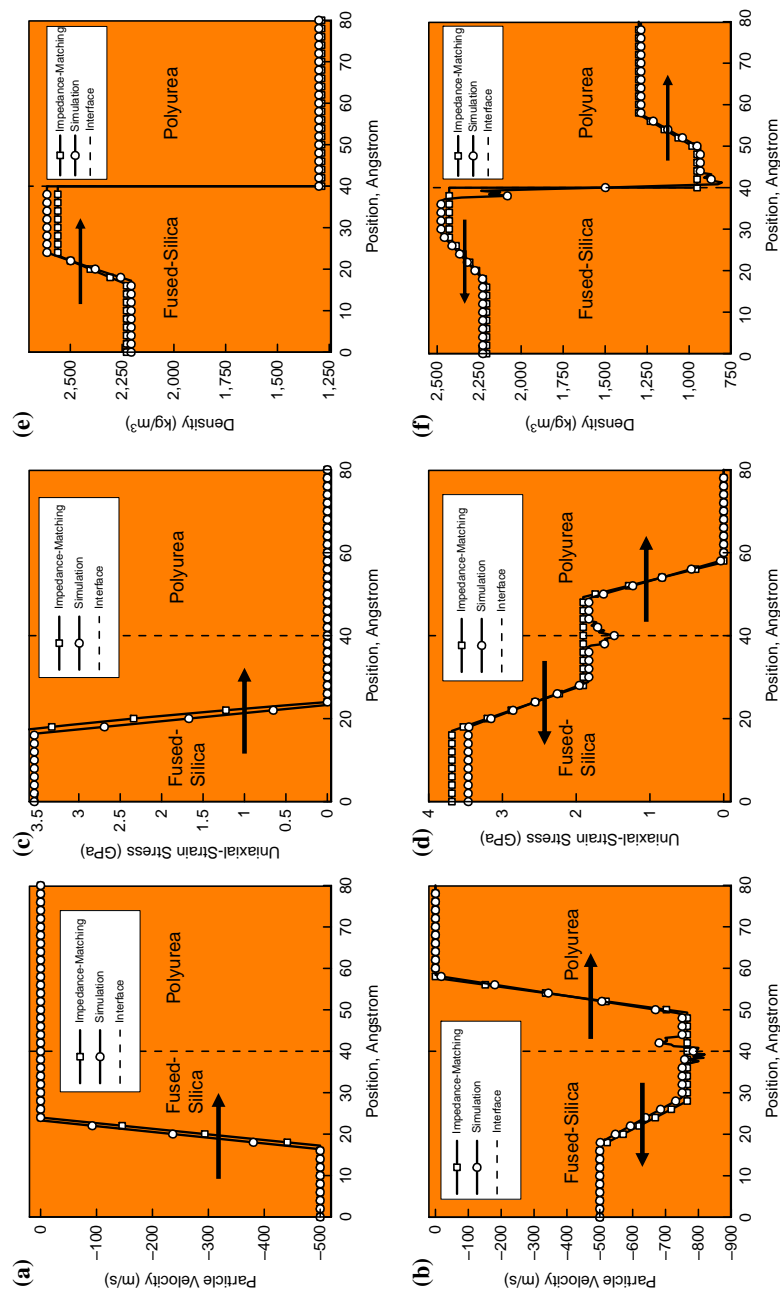 (a)
0
−100
−200
−300
−400
−500
Particle Velocity (m/s)
Impedance-Matching
Simulation
Interface
Fused-
Silica
Polyurea
0 10 20 30 40 50 60 70 80
Position, Angstrom
(b)
0
−100
−200
−300
−400
−500
−600
−700
−800
−900
Particle Velocity (m/s)
Impedance-Matching
Simulation
Interface
Fused-Silica
Polyurea
0 10 20 30 40 50 60 70 80
Position, Angstrom
(c)
3.5
3
2.5
2
1.5
1
0.5
0
Uniaxial-Strain Stress (GPa)
Impedance-Matching
Simulation
Interface
Fused-
Silica
Polyurea
0 20 40 60 80
Position, Angstrom
(d)
4
3
2
1
0
Uniaxial-Strain Stress (GPa)
Impedance-Matching
Simulation
Interface
Fused-
Silica
Polyurea
0 10 20 30 40 50 60 70 80
Position, Angstrom
(e)
2,500
2,250
2,000
1,750
1,500
1,250
Density (kg/m³)
Impedance-Matching
Simulation
Interface
Fused-Silica
Polyurea
0 10 20 30 40 50 60 70 80
Position, Angstrom
(f)
2,500
2,250
2,000
1,750
1,500
1,250
1,000
750
Density (kg/m³)
Impedance-Matching
Simulation
Interface
Fused-Silica
Polyurea
0 10 20 30 40 50 60 70 80
Position, Angstrom